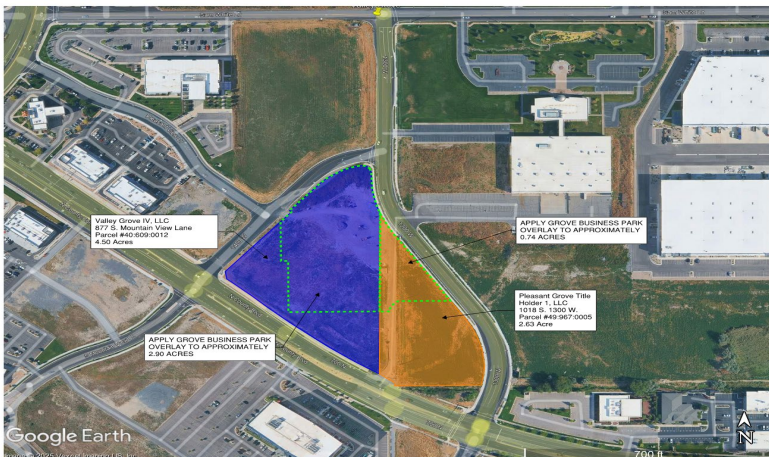 Valley Grove IV, LLC
877 S. Mountain View Lane
Parcel #40:609:0012
4.50 Acres
APPLY GROVE BUSINESS PARK
OVERLAY TO APPROXIMATELY
0.74 ACRES
Pleasant Grove Title
Holder 1, LLC
1018 S. 1300 W.
Parcel #49:967:0005
2.63 Acre
APPLY GROVE BUSINESS PARK
OVERLAY TO APPROXIMATELY
2.90 ACRES
Google Earth
N
700 ft